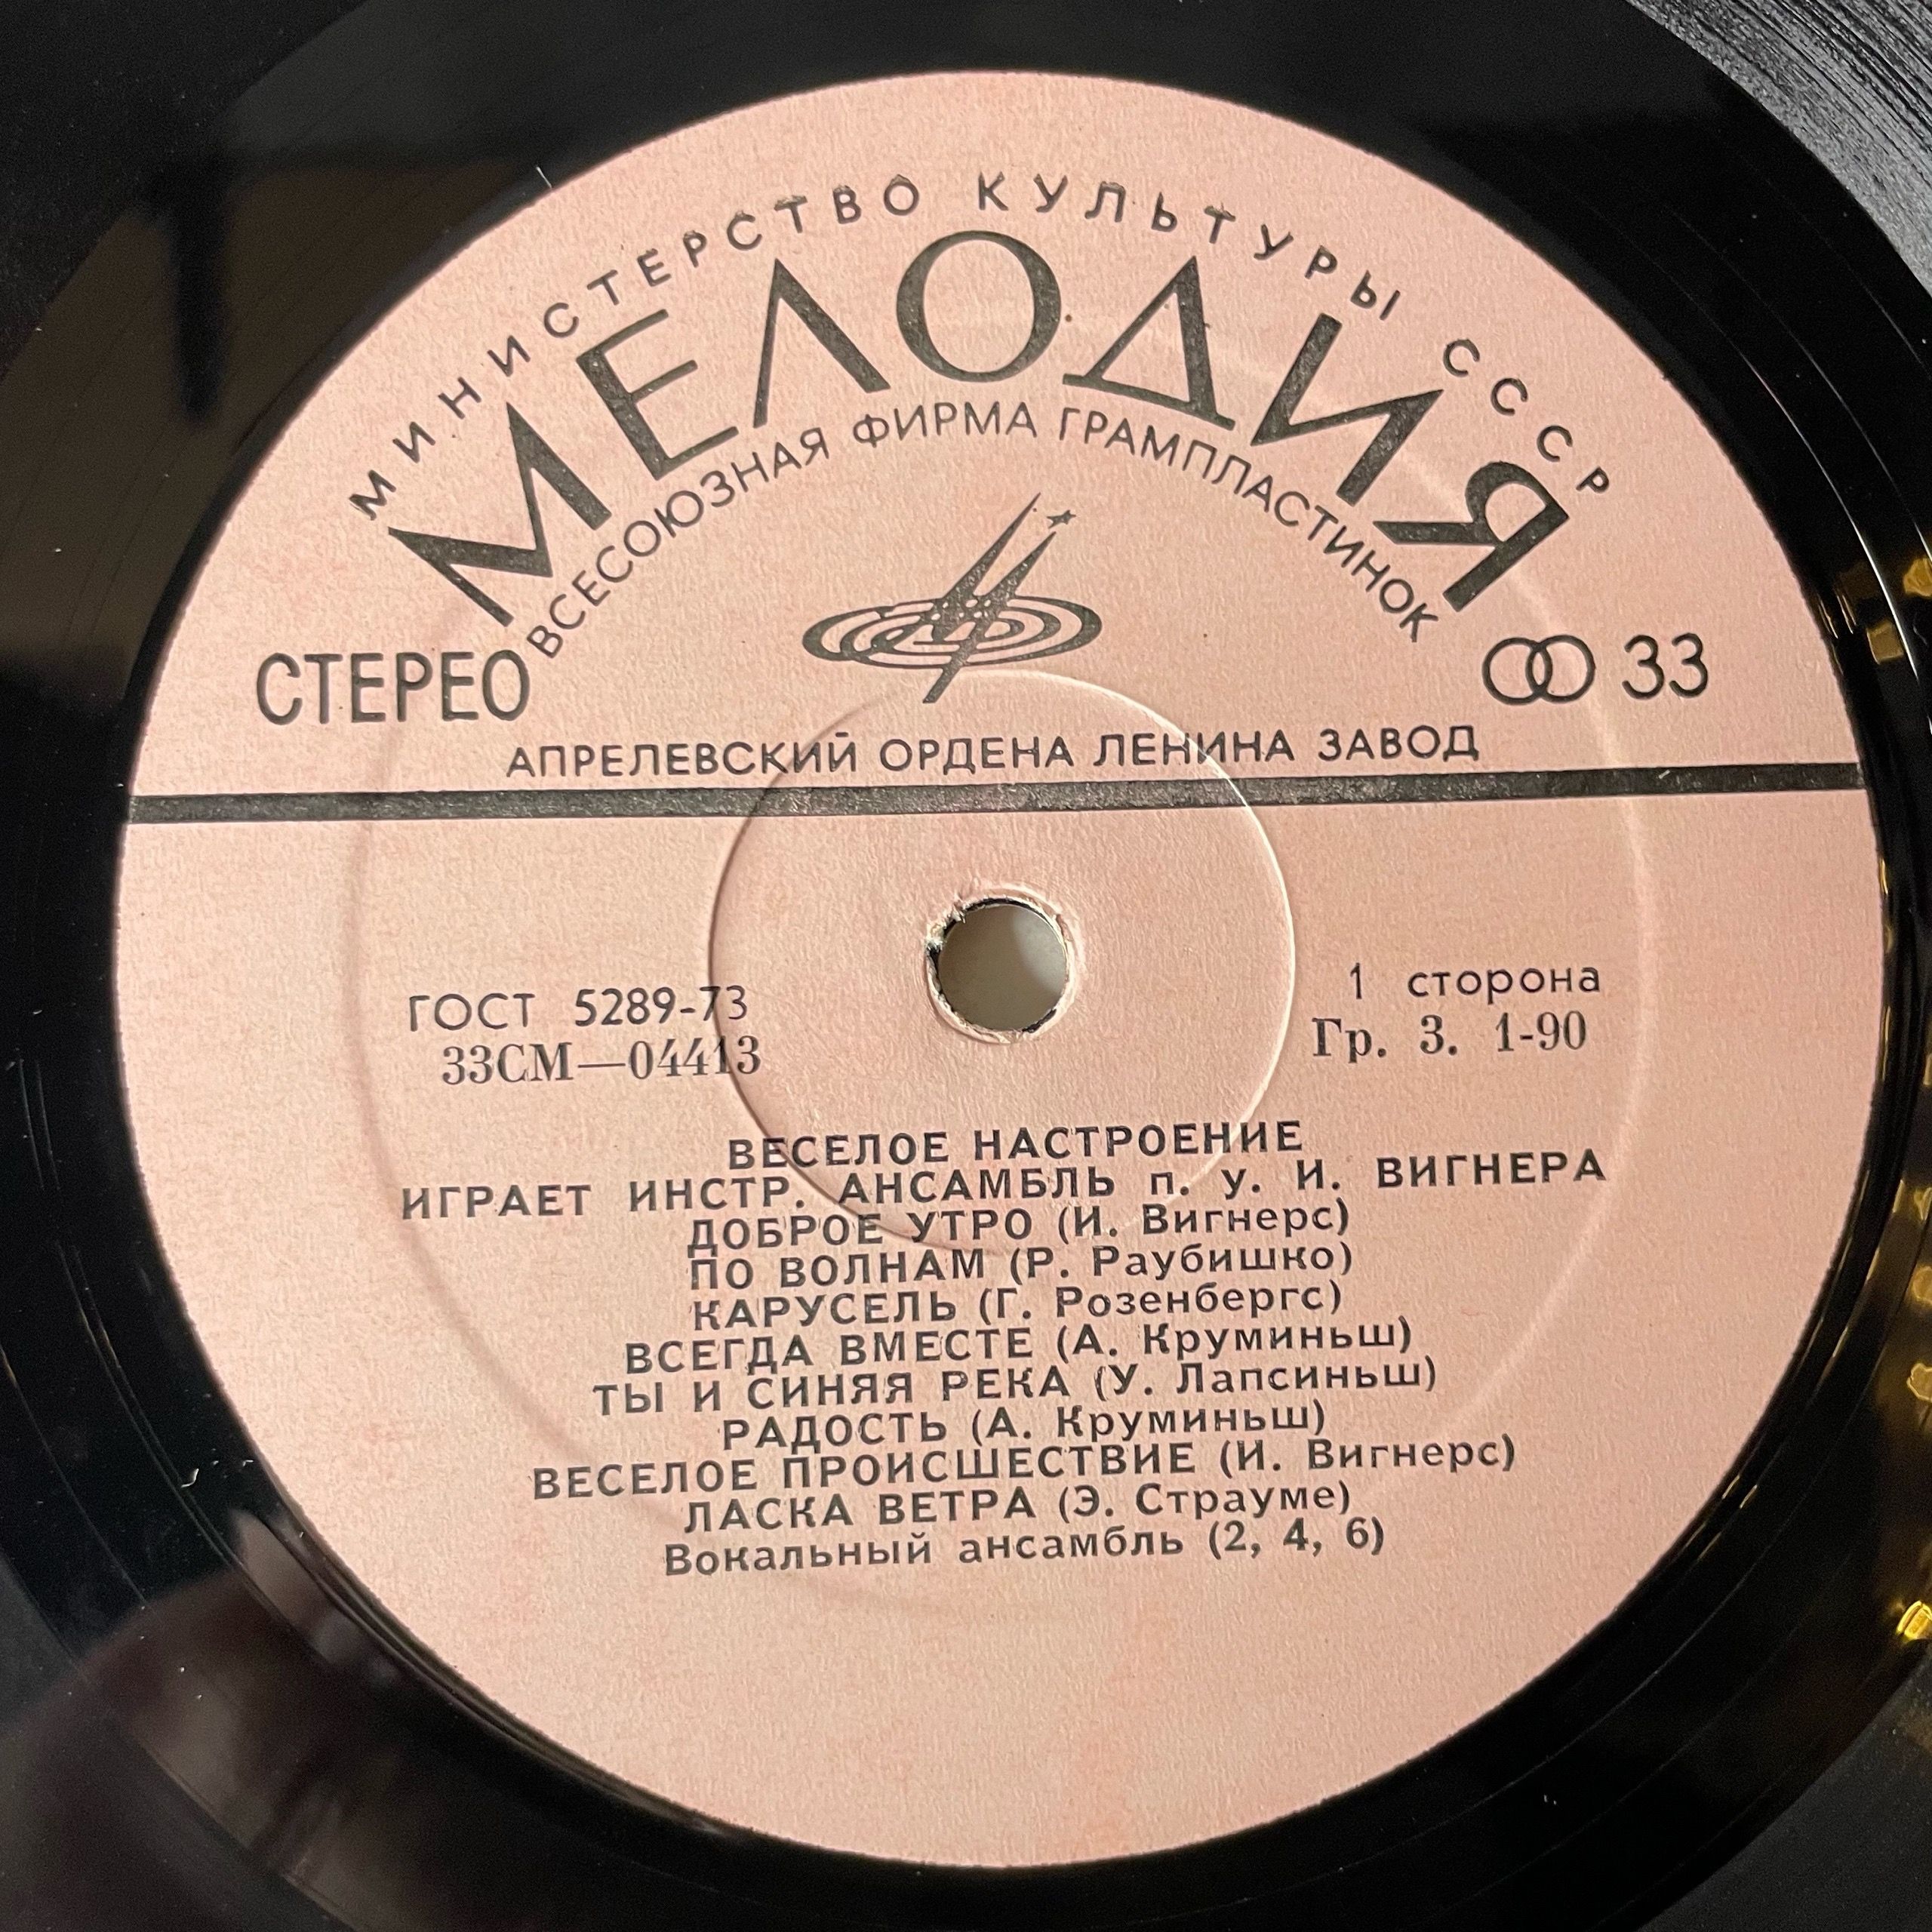 МИНИСТЕРСТВО КУЛЬТУРЫ СССР
МЕЛОДИЯ
ВСЕСОЮЗНАЯ ФИРМА ГРАМПЛАСТИНОК
СТЕРЕО
33
АПРЕЛЕВСКИЙ ОРДЕНА ЛЕНИНА ЗАВОД
ГОСТ 5289-73
33СМ—04413
1 сторона
Гр. 3. 1-90
ВЕСЕЛОЕ НАСТРОЕНИЕ
ИГРАЕТ ИНСТР. АНСАМБЛЬ п. у. И. ВИГНЕРА
ДОБРОЕ УТРО (И. Вигнерс)
ПО ВОЛНАМ (Р. Раубишко)
КАРУСЕЛЬ (Г. Розенбергс)
ВСЕГДА ВМЕСТЕ (А. Круминьш)
ТЫ И СИНЯЯ РЕКА (У. Лапсиньш)
РАДОСТЬ (А. Круминьш)
ВЕСЕЛОЕ ПРОИСШЕСТВИЕ (И. Вигнерс)
ЛАСКА ВЕТРА (Э. Страуме)
Вокальный ансамбль (2, 4, 6)